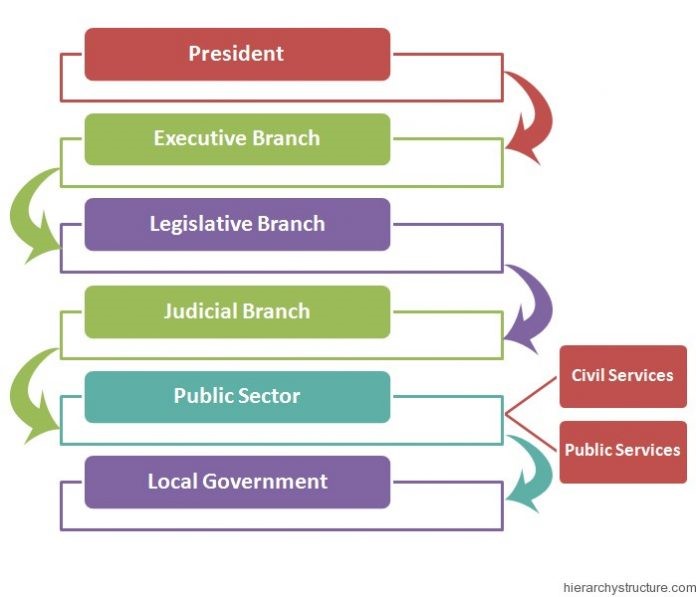 President
Executive Branch
Legislative Branch
Judicial Branch
Public Sector
Civil Services
Public Services
Local Government
hierarchystructure.com